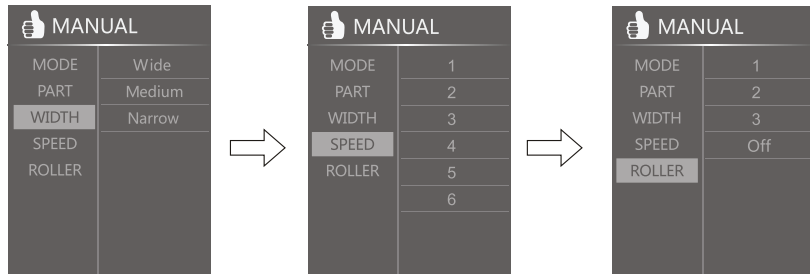 MANUAL
MODE
PART
WIDTH
SPEED
ROLLER
Wide
Medium
Narrow
MANUAL
MODE
PART
WIDTH
SPEED
ROLLER
1
2
3
4
5
6
MANUAL
MODE
PART
WIDTH
SPEED
ROLLER
1
2
3
Off